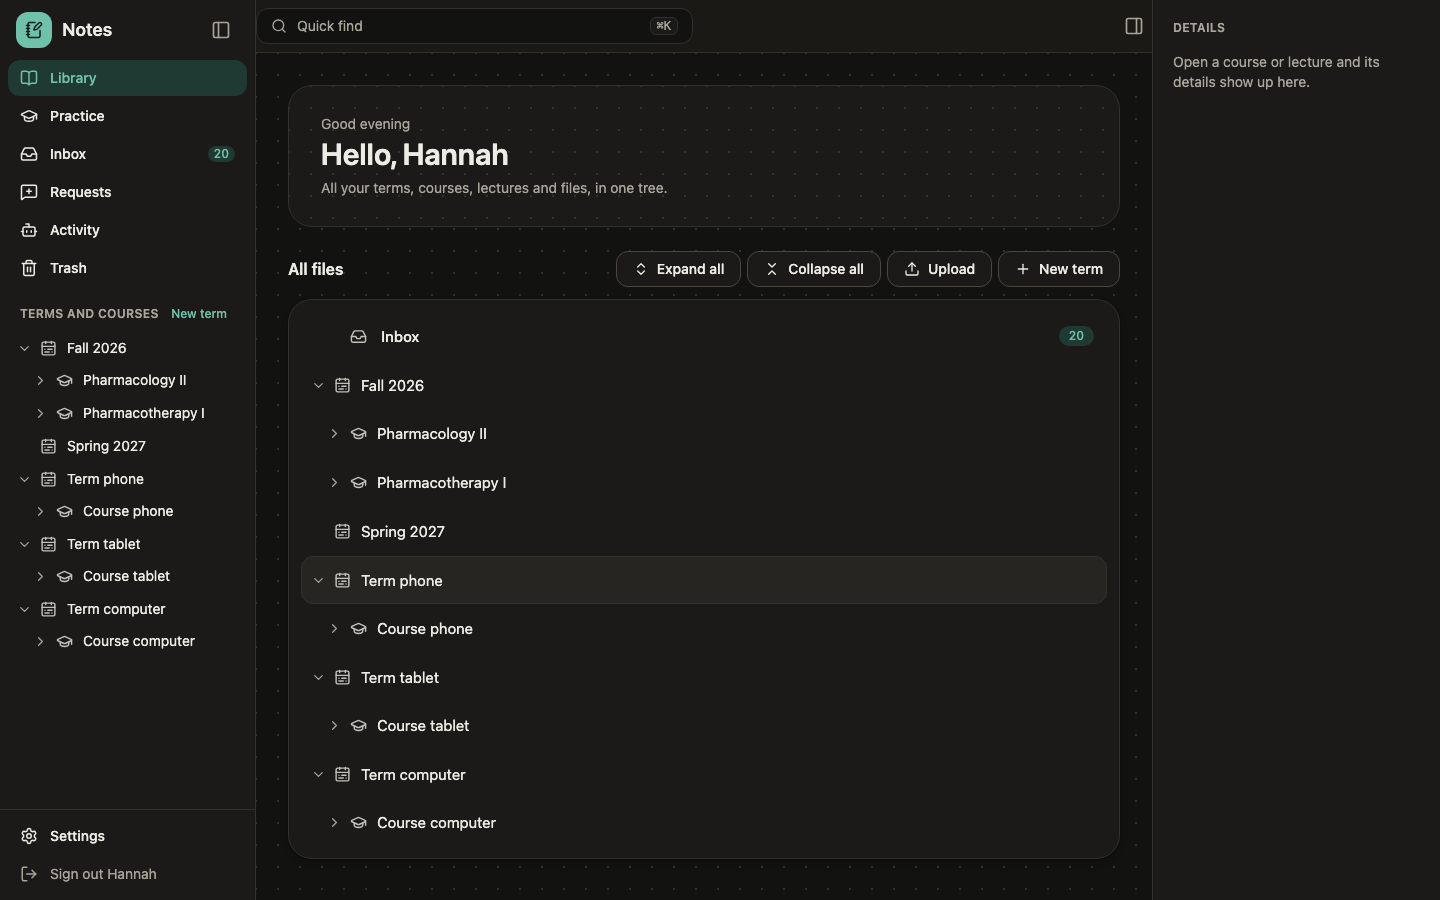 Notes
Library
Practice
Inbox 20
Requests
Activity
Trash
TERMS AND COURSES New term
Fall 2026
Pharmacology II
Pharmacotherapy I
Spring 2027
Term phone
Course phone
Term tablet
Course tablet
Term computer
Course computer
Settings
Sign out Hannah
Quick find ⌘K
Good evening
Hello, Hannah
All your terms, courses, lectures and files, in one tree.
All files Expand all Collapse all Upload New term
Inbox 20
Fall 2026
Pharmacology II
Pharmacotherapy I
Spring 2027
Term phone
Course phone
Term tablet
Course tablet
Term computer
Course computer
DETAILS
Open a course or lecture and its
details show up here.